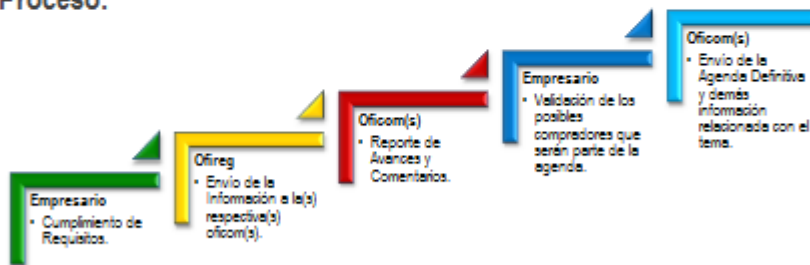 Proceso:
Empresario
• Cumplimiento de
Requisitos.
Ofireg
• Envío de la
Información a la(s)
respectiva(s)
oficom(s).
Oficom(s)
• Reporte de
Avances y
Comentarios.
Empresario
• Validación de los
posibles
compradores que
serán parte de la
agenda.
Oficom(s)
• Envío de la
Agenda Definitiva
y demás
información
relacionada con el
tema.